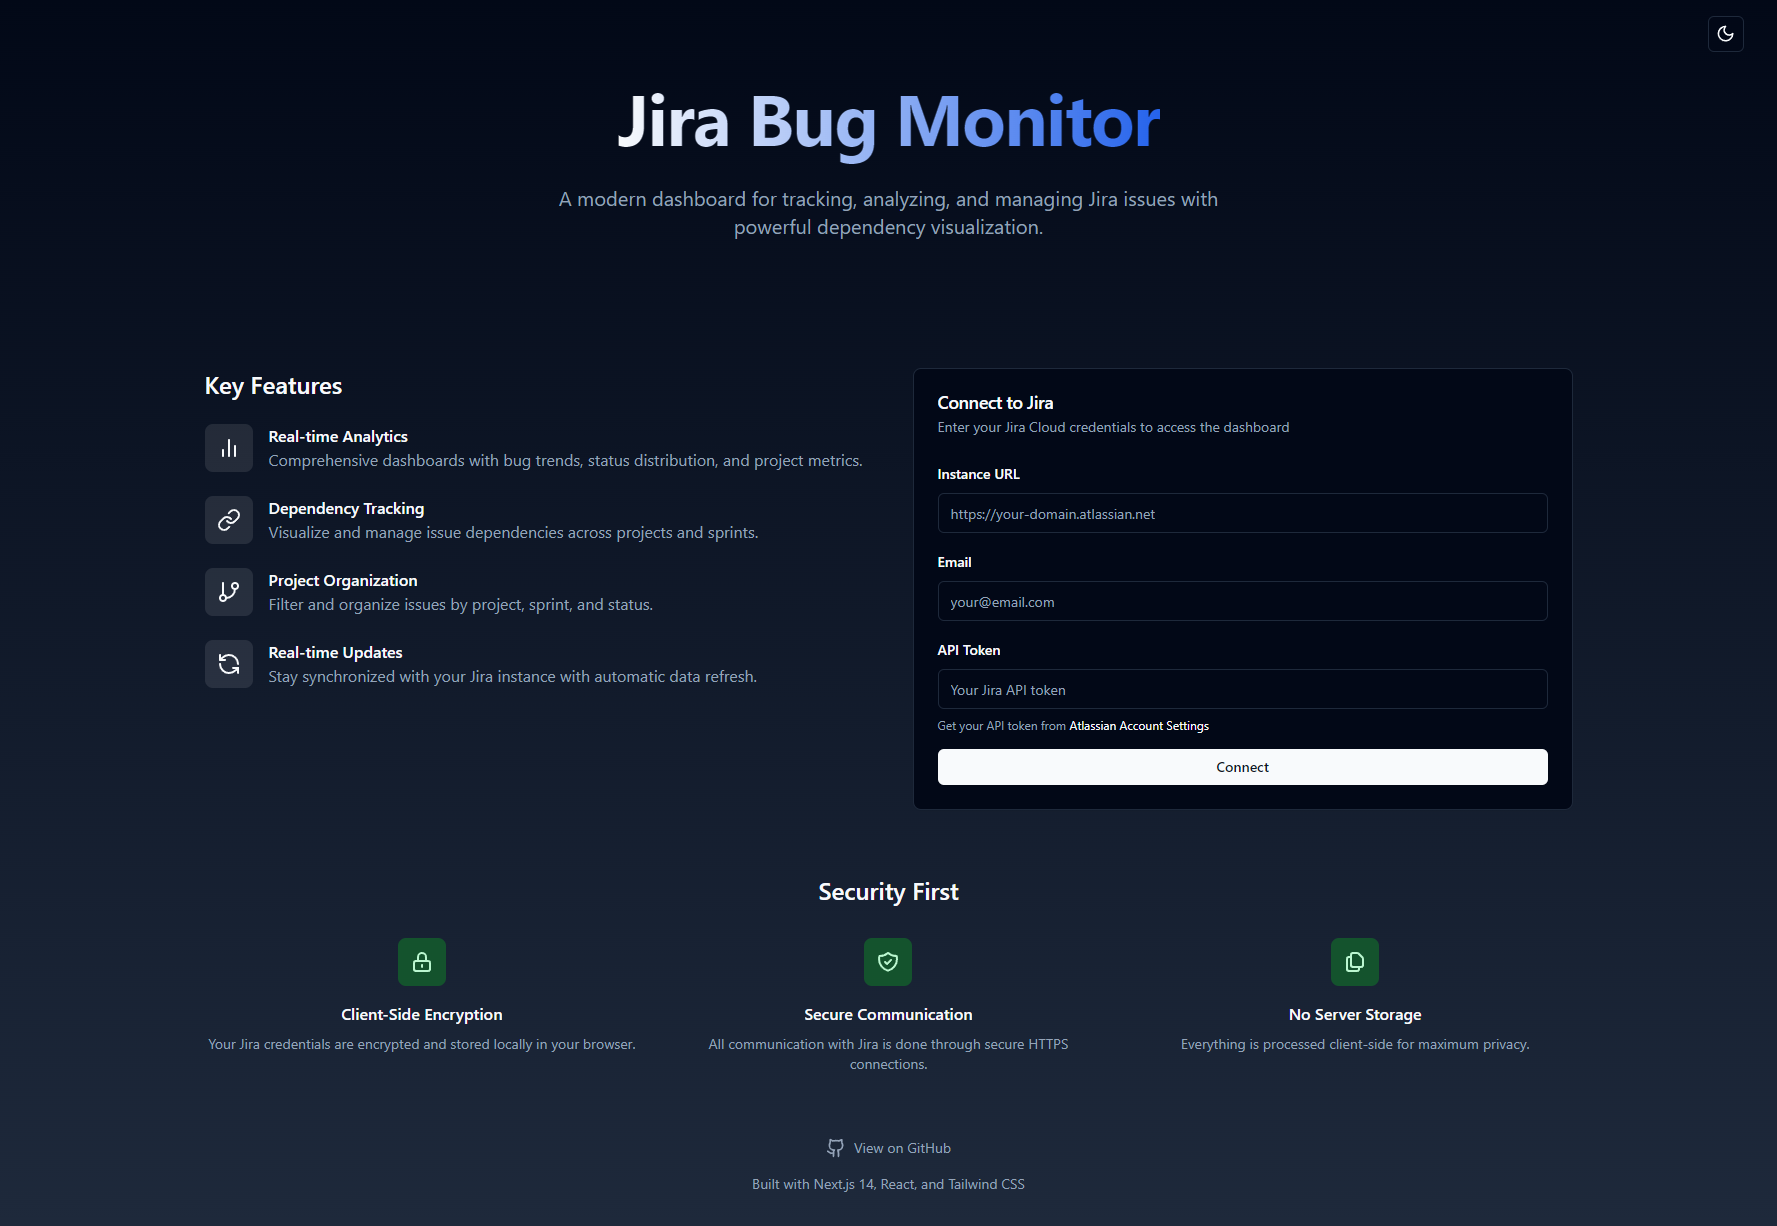 Jira Bug Monitor
A modern dashboard for tracking, analyzing, and managing Jira issues with
powerful dependency visualization.
Key Features
Real-time Analytics
Comprehensive dashboards with bug trends, status distribution, and project metrics.
Dependency Tracking
Visualize and manage issue dependencies across projects and sprints.
Project Organization
Filter and organize issues by project, sprint, and status.
Real-time Updates
Stay synchronized with your Jira instance with automatic data refresh.
Connect to Jira
Enter your Jira Cloud credentials to access the dashboard
Instance URL
https://your-domain.atlassian.net
Email
your@email.com
API Token
Your Jira API token
Get your API token from Atlassian Account Settings
Connect
Security First
Client-Side Encryption
Your Jira credentials are encrypted and stored locally in your browser.
Secure Communication
All communication with Jira is done through secure HTTPS
connections.
No Server Storage
Everything is processed client-side for maximum privacy.
View on GitHub
Built with Next.js 14, React, and Tailwind CSS